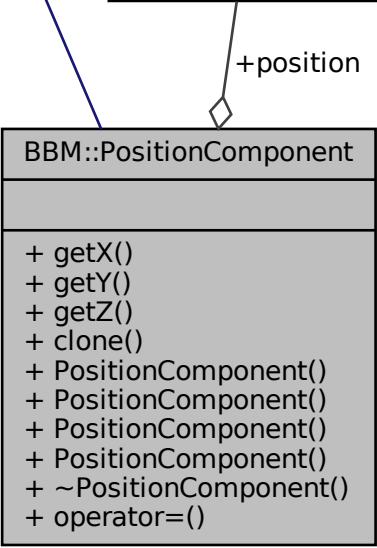 +position
BBM::PositionComponent
+ getX()
+ getY()
+ getZ()
+ clone()
+ PositionComponent()
+ PositionComponent()
+ PositionComponent()
+ PositionComponent()
+ ~PositionComponent()
+ operator=()